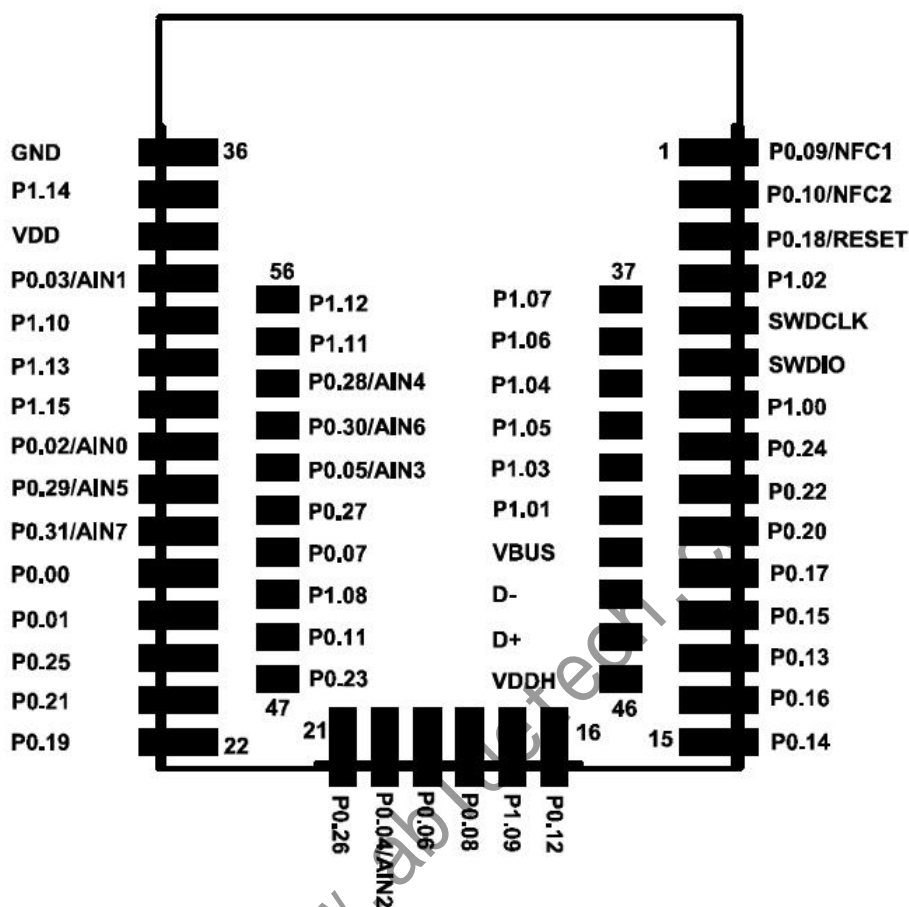 GND 36 1 P0.09/NFC1
P1.14 P0.10/NFC2
VDD P0.18/RESET
P0.03/AIN1 56 37 P1.02
P1.12 P1.07
P1.10 SWDCLK
P1.11 P1.06
P1.13 SWDIO
P0.28/AIN4 P1.04
P1.15 P1.00
P0.30/AIN6 P1.05
P0.02/AIN0 P0.24
P0.05/AIN3 P1.03
P0.29/AIN5 P0.22
P0.27 P1.01
P0.31/AIN7 P0.20
P0.07 VBUS
P0.00 P0.17
P1.08 D-
P0.01 P0.15
P0.11 D+
P0.25 P0.13
P0.23 VDDH
P0.21 47 46 P0.16
21 16
P0.19 22 15 P0.14
P0.26
P0.04/AIN2
P0.06
P0.08
P1.09
P0.12